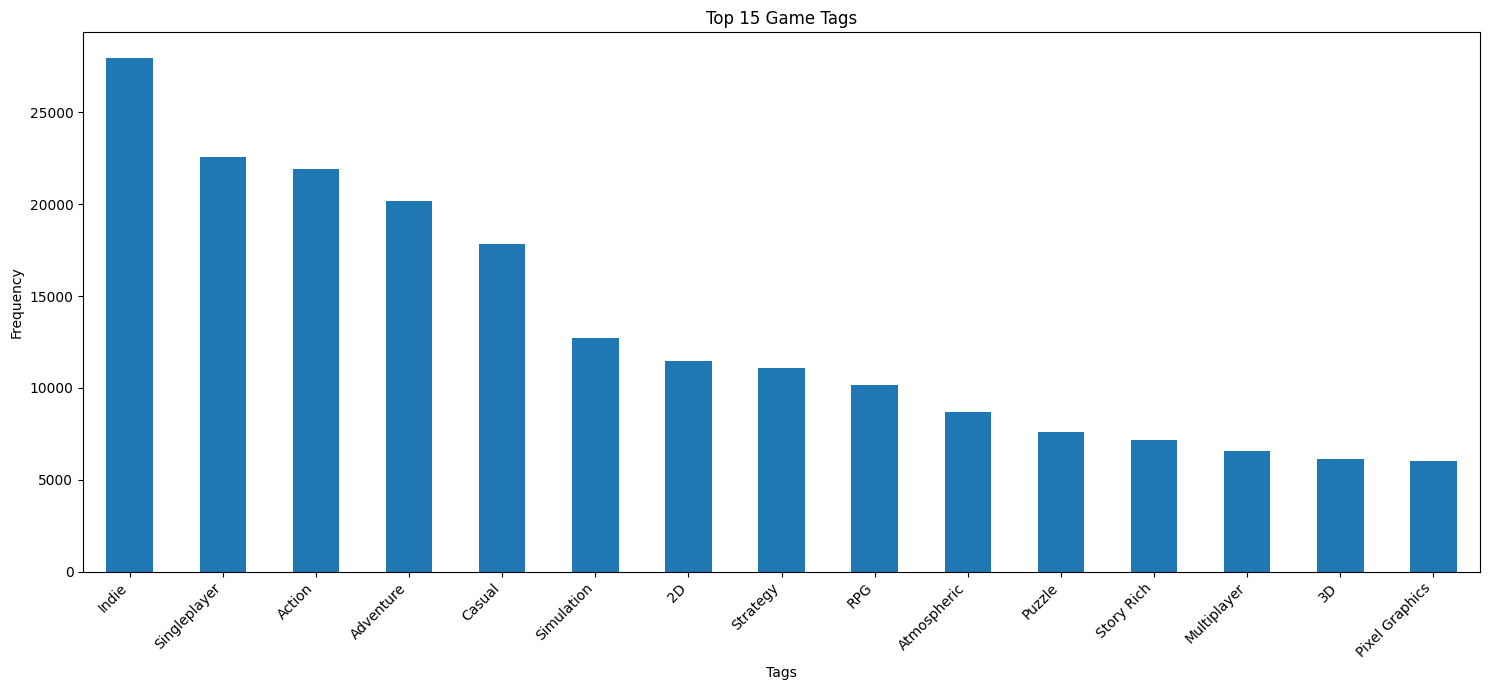 Top 15 Game Tags
25000
20000
15000
10000
5000
0
Frequency
Indie
Singleplayer
Action
Adventure
Casual
Simulation
2D
Strategy
RPG
Atmospheric
Puzzle
Story Rich
Multiplayer
3D
Pixel Graphics
Tags